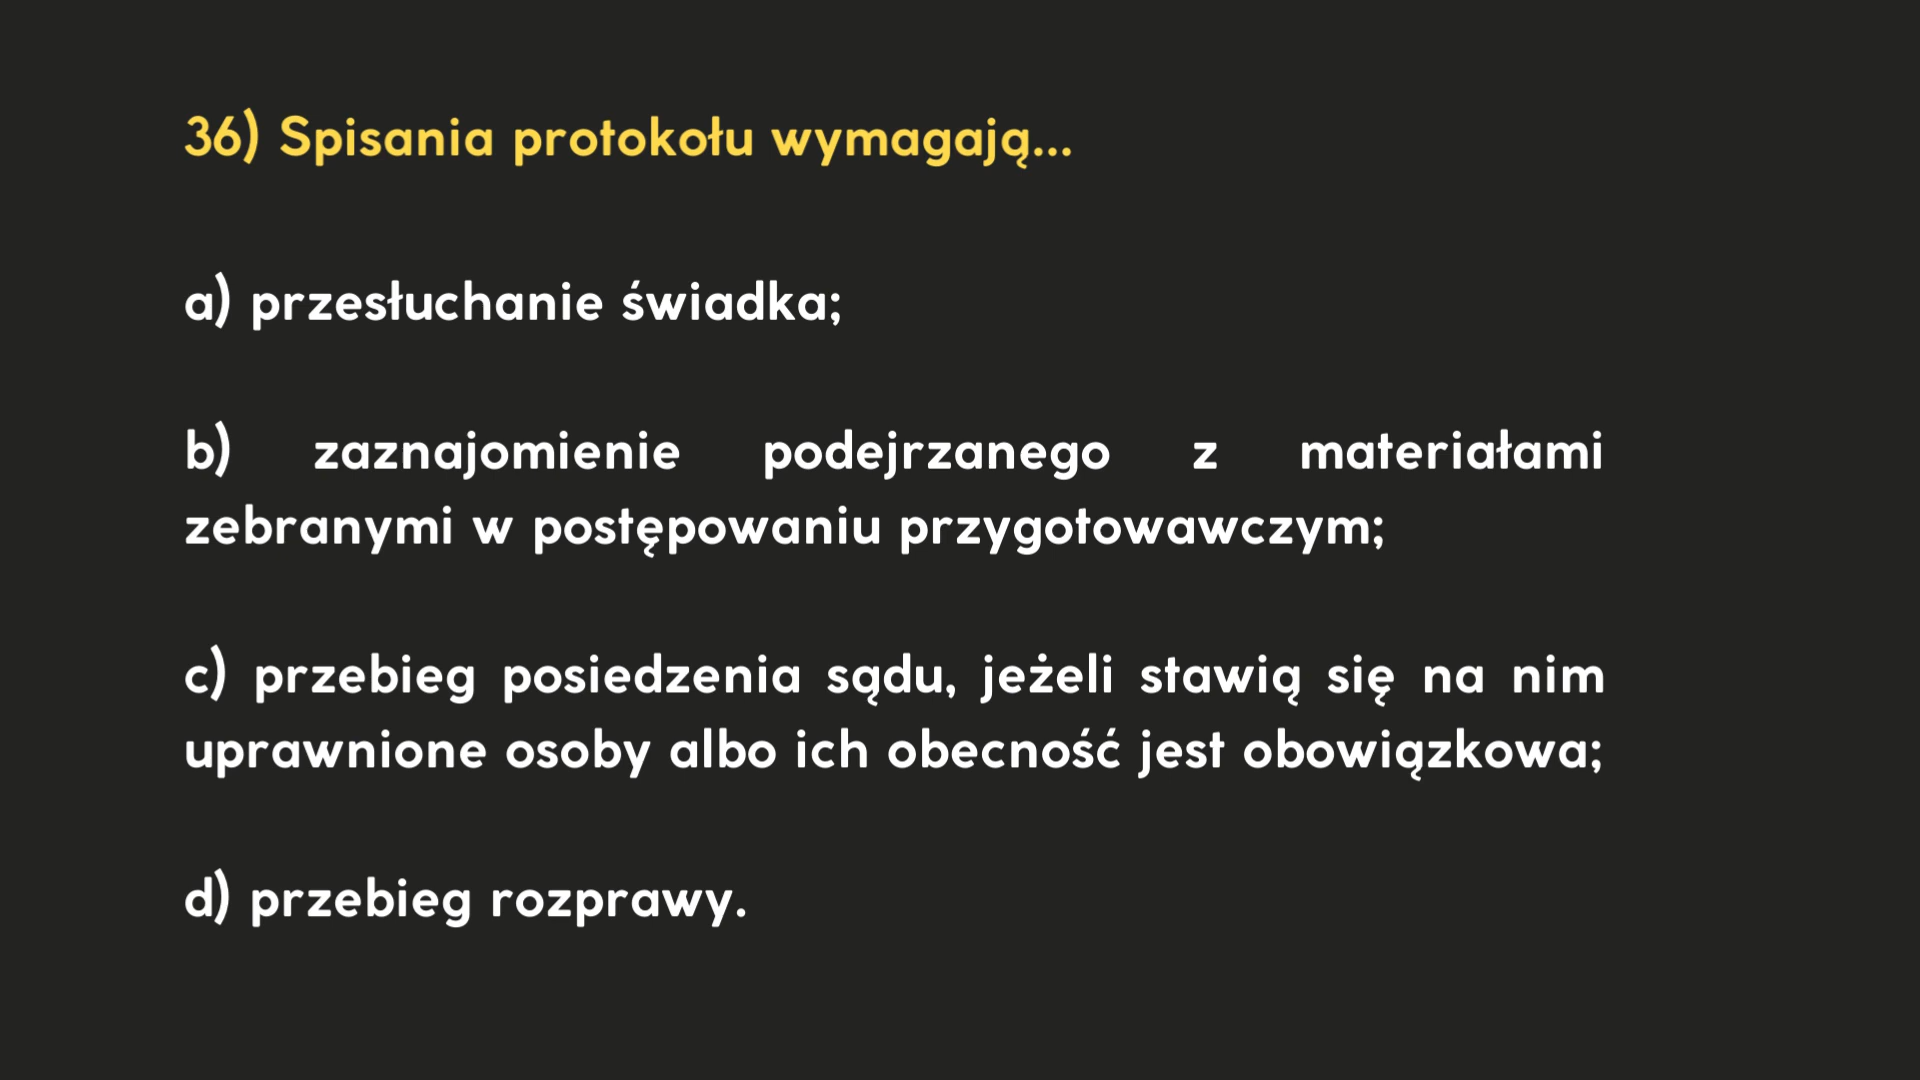 36) Spisania protokołu wymagają...
a) przesłuchanie świadka;
b) zaznajomienie podejrzanego z materiałami
zebranymi w postępowaniu przygotowawczym;
c) przebieg posiedzenia sądu, jeżeli stawią się na nim
uprawnione osoby albo ich obecność jest obowiązkowa;
d) przebieg rozprawy.